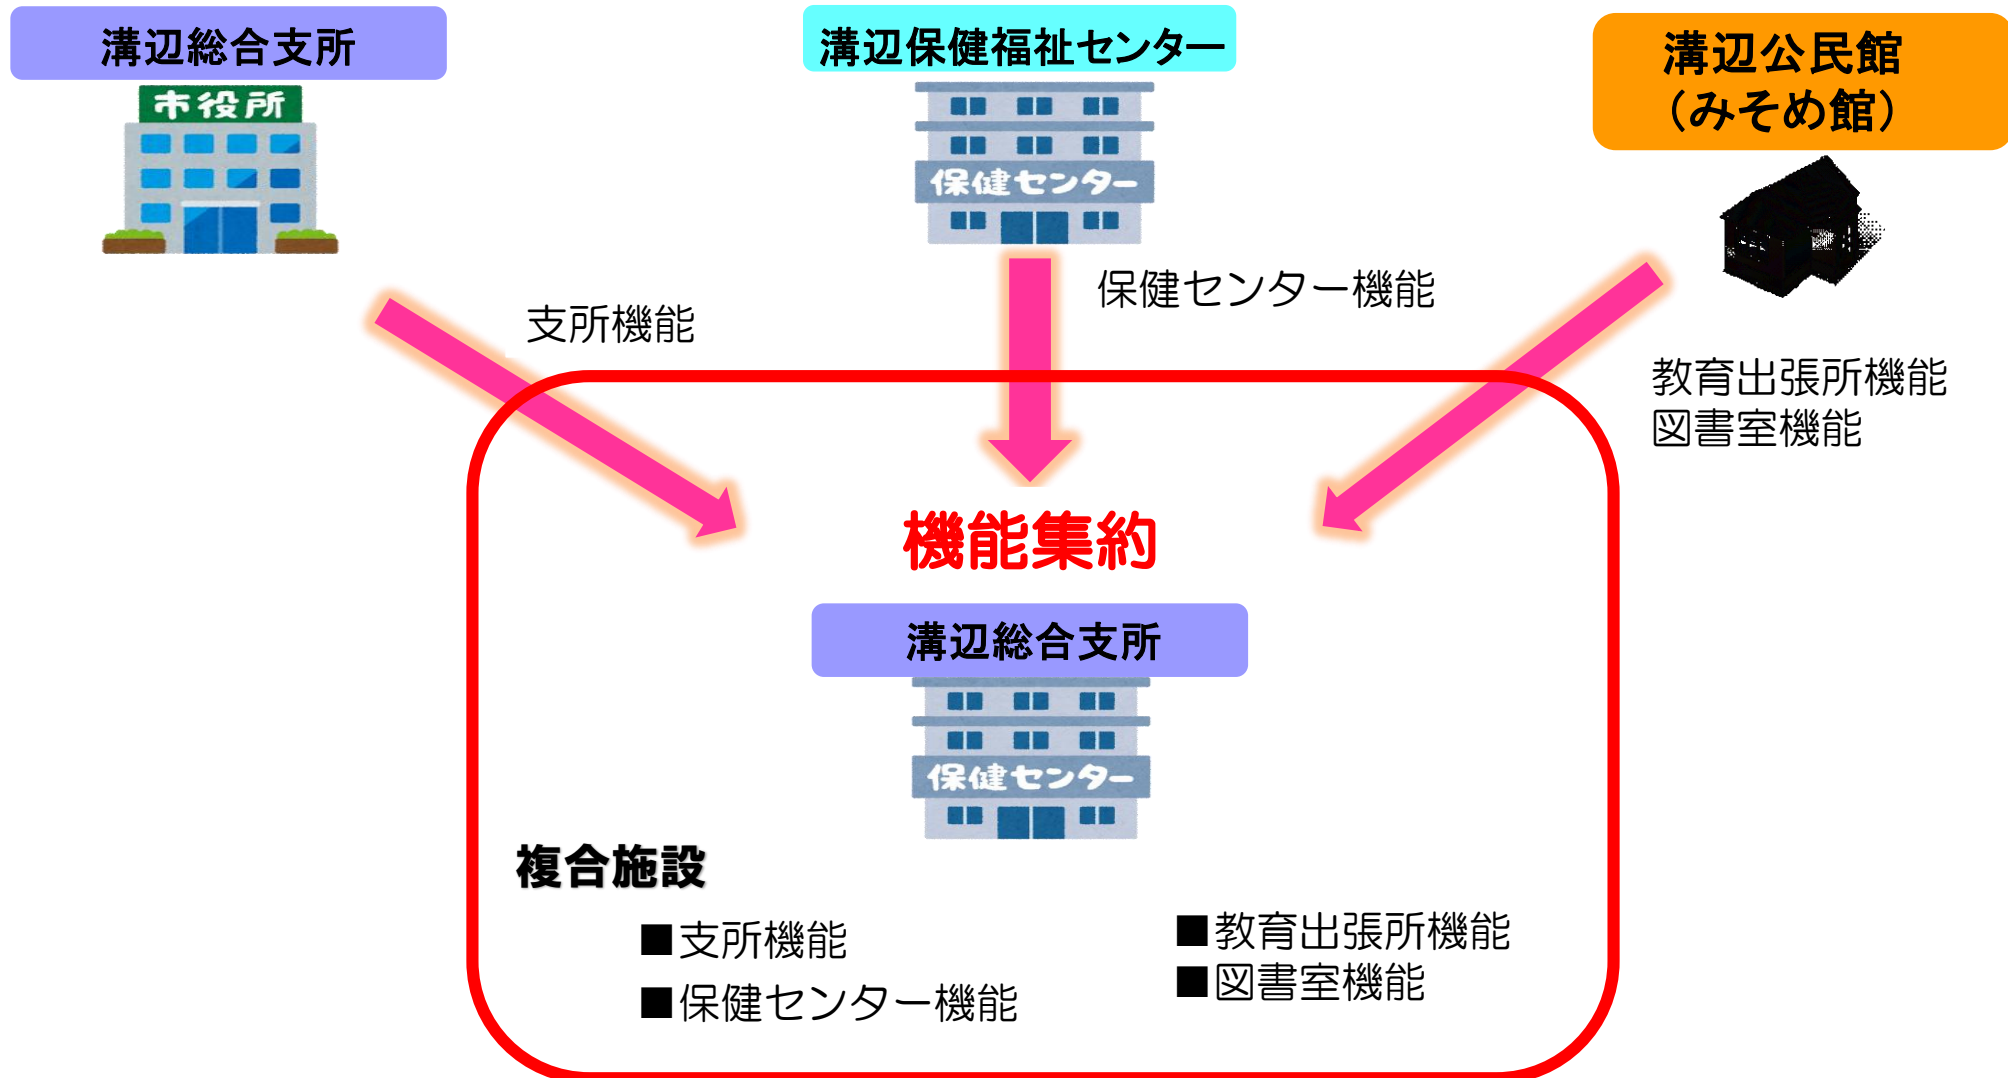 溝辺総合支所
市役所
溝辺保健福祉センター
保健センター
溝辺公民館
(みそめ館)
支所機能
保健センター機能
教育出張所機能
図書室機能
機能集約
溝辺総合支所
保健センター
複合施設
■支所機能
■保健センター機能
■教育出張所機能
■図書室機能